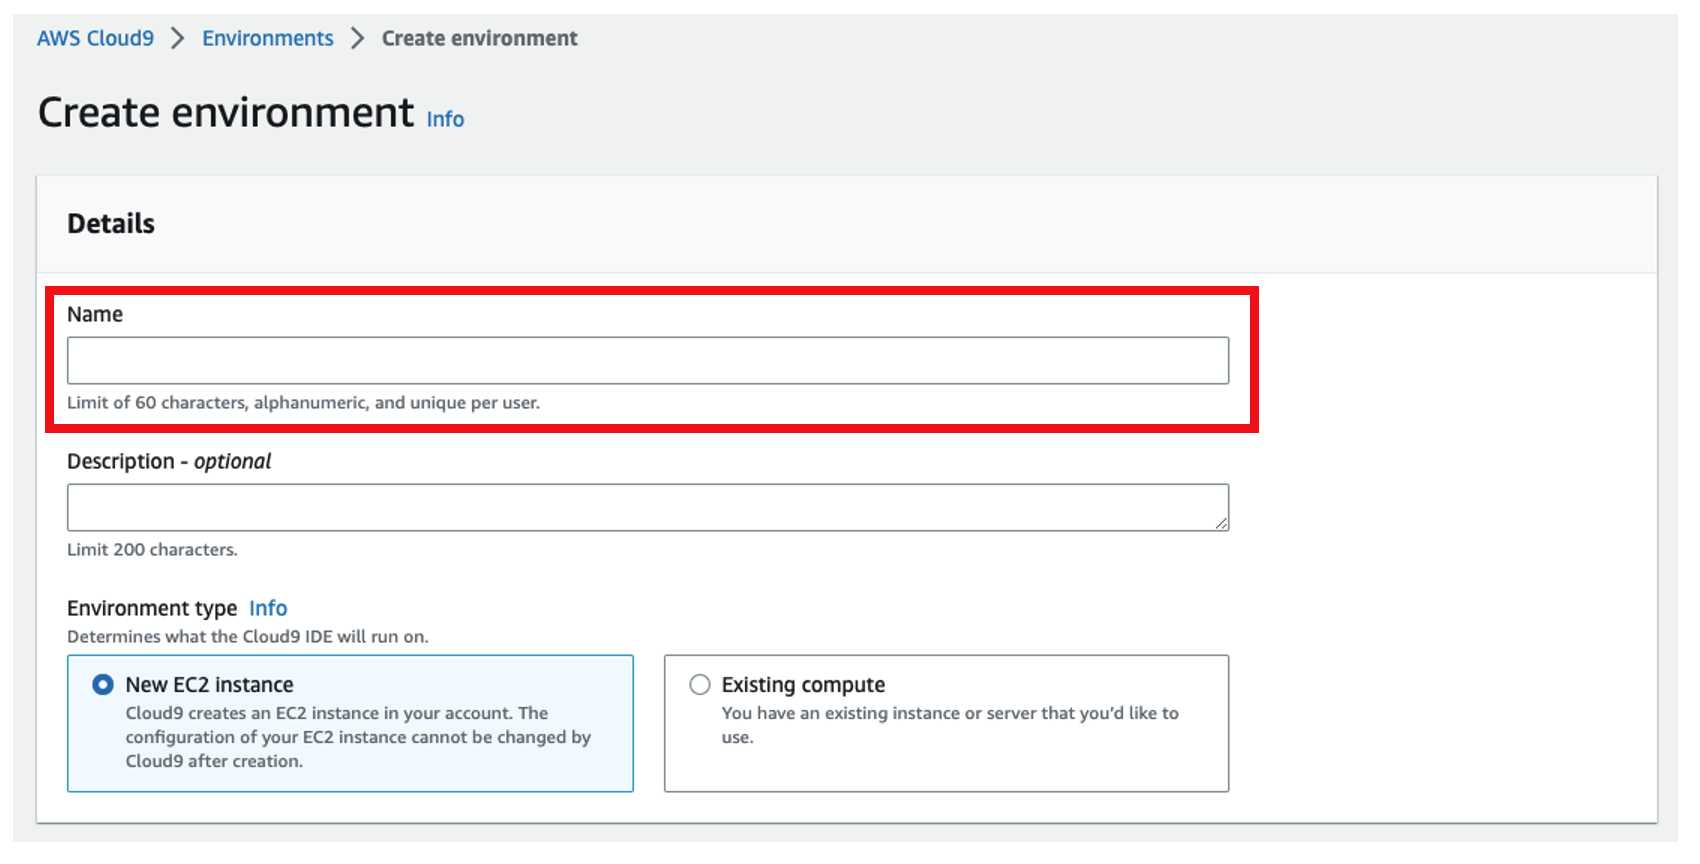 AWS Cloud9 > Environments > Create environment
Create environment Info
Details
Name
Limit of 60 characters, alphanumeric, and unique per user.
Description - optional
Limit 200 characters.
Environment type Info
Determines what the Cloud9 IDE will run on.
New EC2 instance
Cloud9 creates an EC2 instance in your account. The
configuration of your EC2 instance cannot be changed by
Cloud9 after creation.
Existing compute
You have an existing instance or server that you'd like to
use.